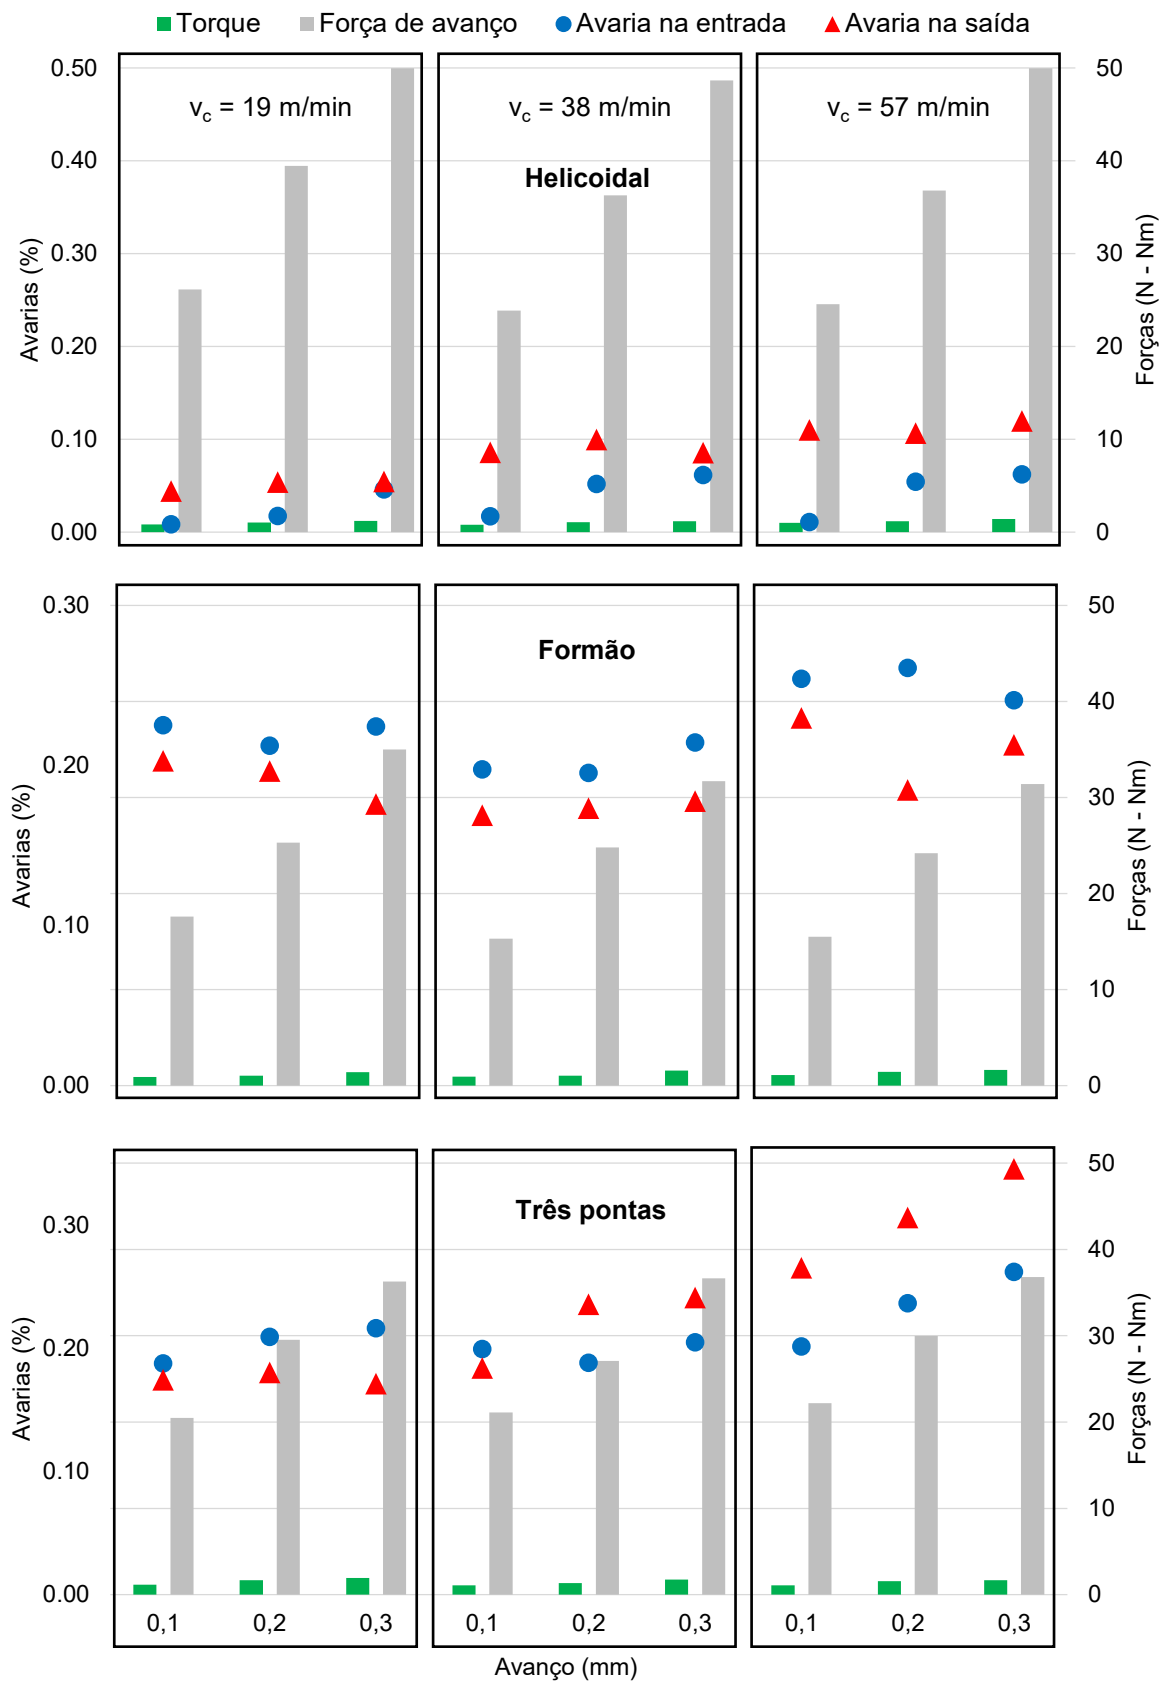 Torque Força de avanço Avaria na entrada Avaria na saída
0.50 50
v_c = 19 m/min v_c = 38 m/min v_c = 57 m/min
0.40 40
Helicoidal
0.30 30
Avarias (%) Forças (N - Nm)
0.20 20
0.10 10
0.00 0
0.30 50
Formão
40
0.20
30
Avarias (%) Forças (N - Nm)
20
0.10
10
0.00 0
50
Três pontas
0.30
40
30
0.20
Avarias (%) Forças (N - Nm)
20
0.10
10
0.00 0
0,1 0,2 0,3 0,1 0,2 0,3 0,1 0,2 0,3
Avanço (mm)